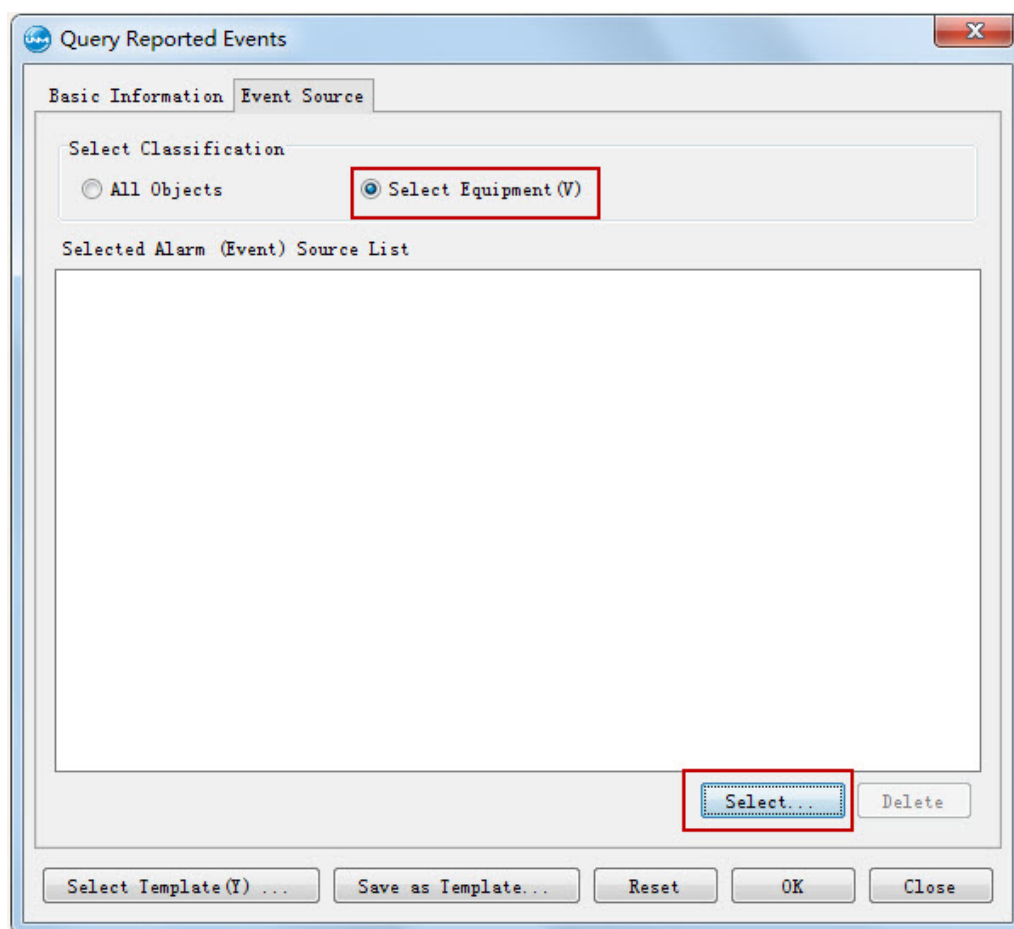 Query Reported Events
Basic Information Event Source
Select Classification
All Objects Select Equipment(V)
Selected Alarm (Event) Source List
Select... Delete
Select Template(Y) ... Save as Template... Reset OK Close